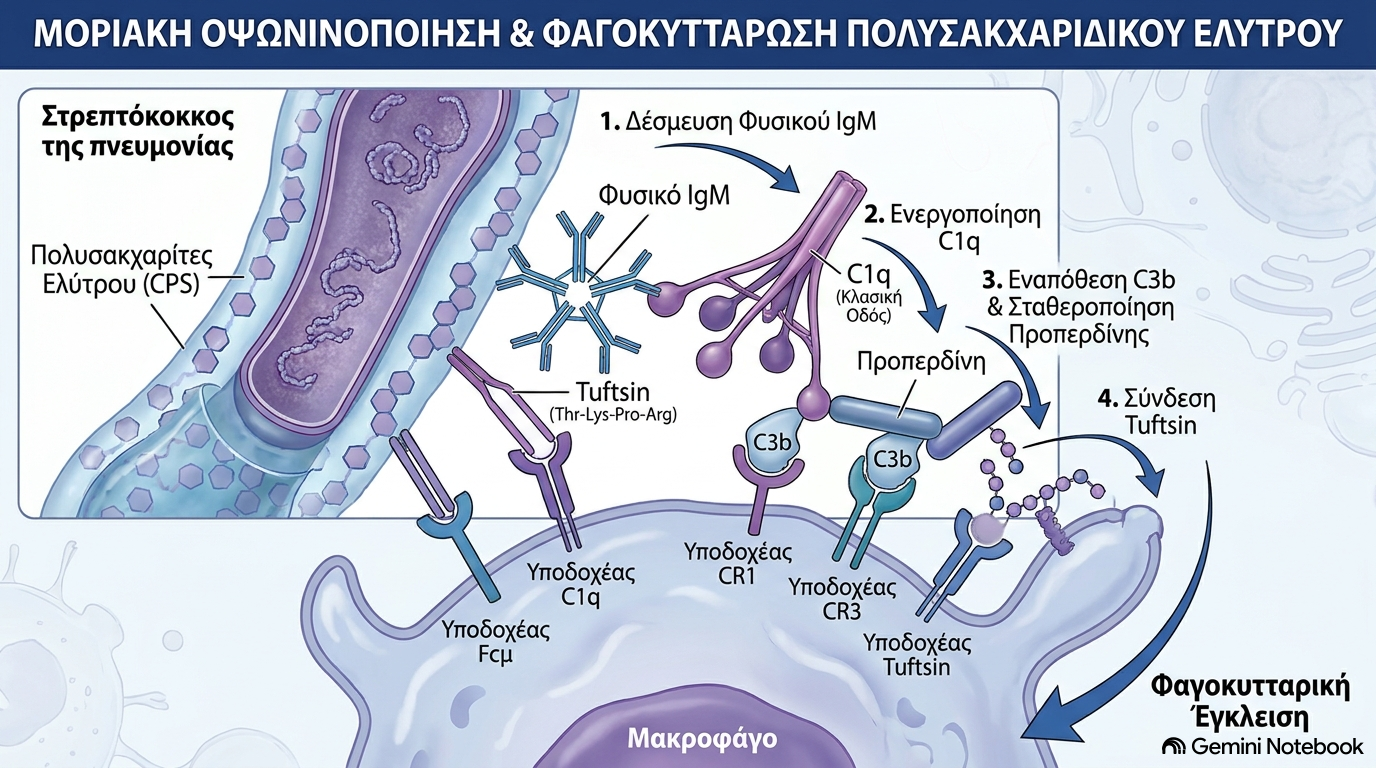 ΜΟΡΙΑΚΗ ΟΨΩΝΙΝΟΠΟΙΗΣΗ & ΦΑΓΟΚΥΤΤΑΡΩΣΗ ΠΟΛΥΣΑΚΧΑΡΙΔΙΚΟΥ ΕΛΥΤΡΟΥ
Στρεπτόκοκκος
της πνευμονίας
1. Δέσμευση Φυσικού IgM
Φυσικό IgM
2. Ενεργοποίηση
C1q
Πολυσακχαρίτες
Ελύτρου (CPS)
C1q
(Κλασική
Οδός)
3. Εναπόθεση C3b
& Σταθεροποίηση
Προπερδίνης
Προπερδίνη
Tuftsin
(Thr-Lys-Pro-Arg)
4. Σύνδεση
Tuftsin
C3b
C3b
Υποδοχέας
CR1
Υποδοχέας
C1q
Υποδοχέας
CR3
Υποδοχέας
Fcμ
Υποδοχέας
Tuftsin
Φαγοκυτταρική
Έγκλειση
Μακροφάγο
Gemini Notebook